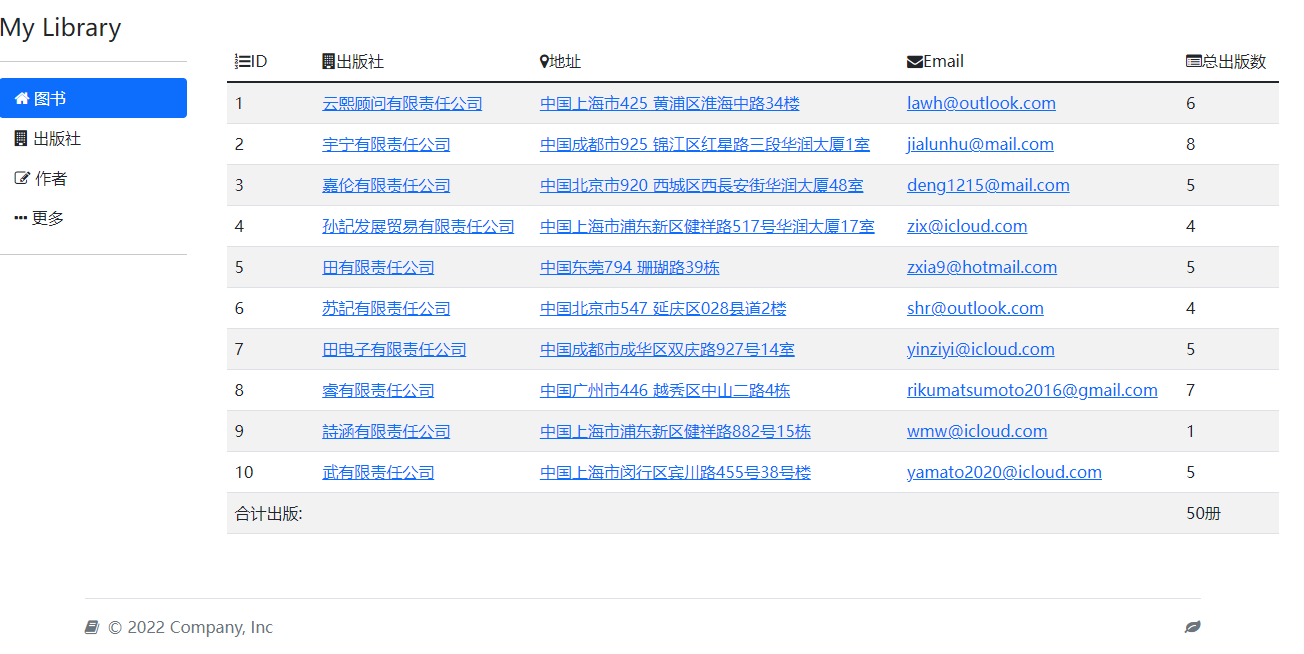 My Library
图书
出版社
作者
更多
ID 出版社 地址 Email 总出版数
1 云熙顾问有限责任公司 中国上海市425 黄浦区淮海中路34楼 lawh@outlook.com 6
2 宇宁有限责任公司 中国成都市925 锦江区红星路三段华润大厦1室 jialunhu@mail.com 8
3 嘉伦有限责任公司 中国北京市920 西城区西長安街华润大厦48室 deng1215@mail.com 5
4 孙記发展贸易有限责任公司 中国上海市浦东新区健祥路517号华润大厦17室 zix@icloud.com 4
5 田有限责任公司 中国东莞794 珊瑚路39栋 zxia9@hotmail.com 5
6 苏記有限责任公司 中国北京市547 延庆区028县道2楼 shr@outlook.com 4
7 田电子有限责任公司 中国成都市成华区双庆路927号14室 yinziyi@icloud.com 5
8 睿有限责任公司 中国广州市446 越秀区中山二路4栋 rikumatsumoto2016@gmail.com 7
9 詩涵有限责任公司 中国上海市浦东新区健祥路882号15栋 wmw@icloud.com 1
10 武有限责任公司 中国上海市闵行区宾川路455号38号楼 yamato2020@icloud.com 5
合计出版: 50册
© 2022 Company, Inc